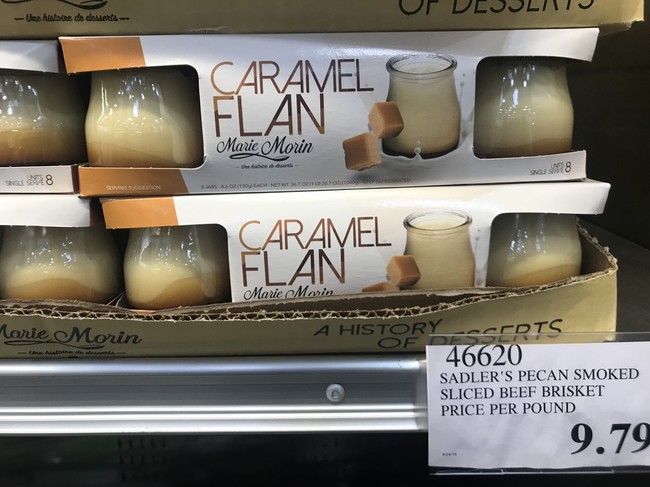 Une histoire de desserts
Marie Morin
OF DESSERTS
CARAMEL
FLAN
Marie Morin
Une histoire de desserts
UNITS
SINGLE SERVE 8
SERVING SUGGESTION
UNITS
SINGLE SERVE 8
CARAMEL
FLAN
Marie Morin
Marie Morin
Une histoire de desserts
A HISTORY
OF DESSERTS
46620
SADLER'S PECAN SMOKED
SLICED BEEF BRISKET
PRICE PER POUND
9.79